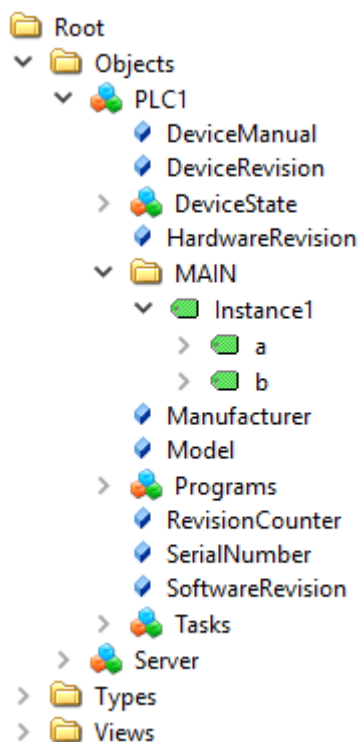 Root
Objects
PLC1
DeviceManual
DeviceRevision
DeviceState
HardwareRevision
MAIN
Instance1
a
b
Manufacturer
Model
Programs
RevisionCounter
SerialNumber
SoftwareRevision
Tasks
Server
Types
Views